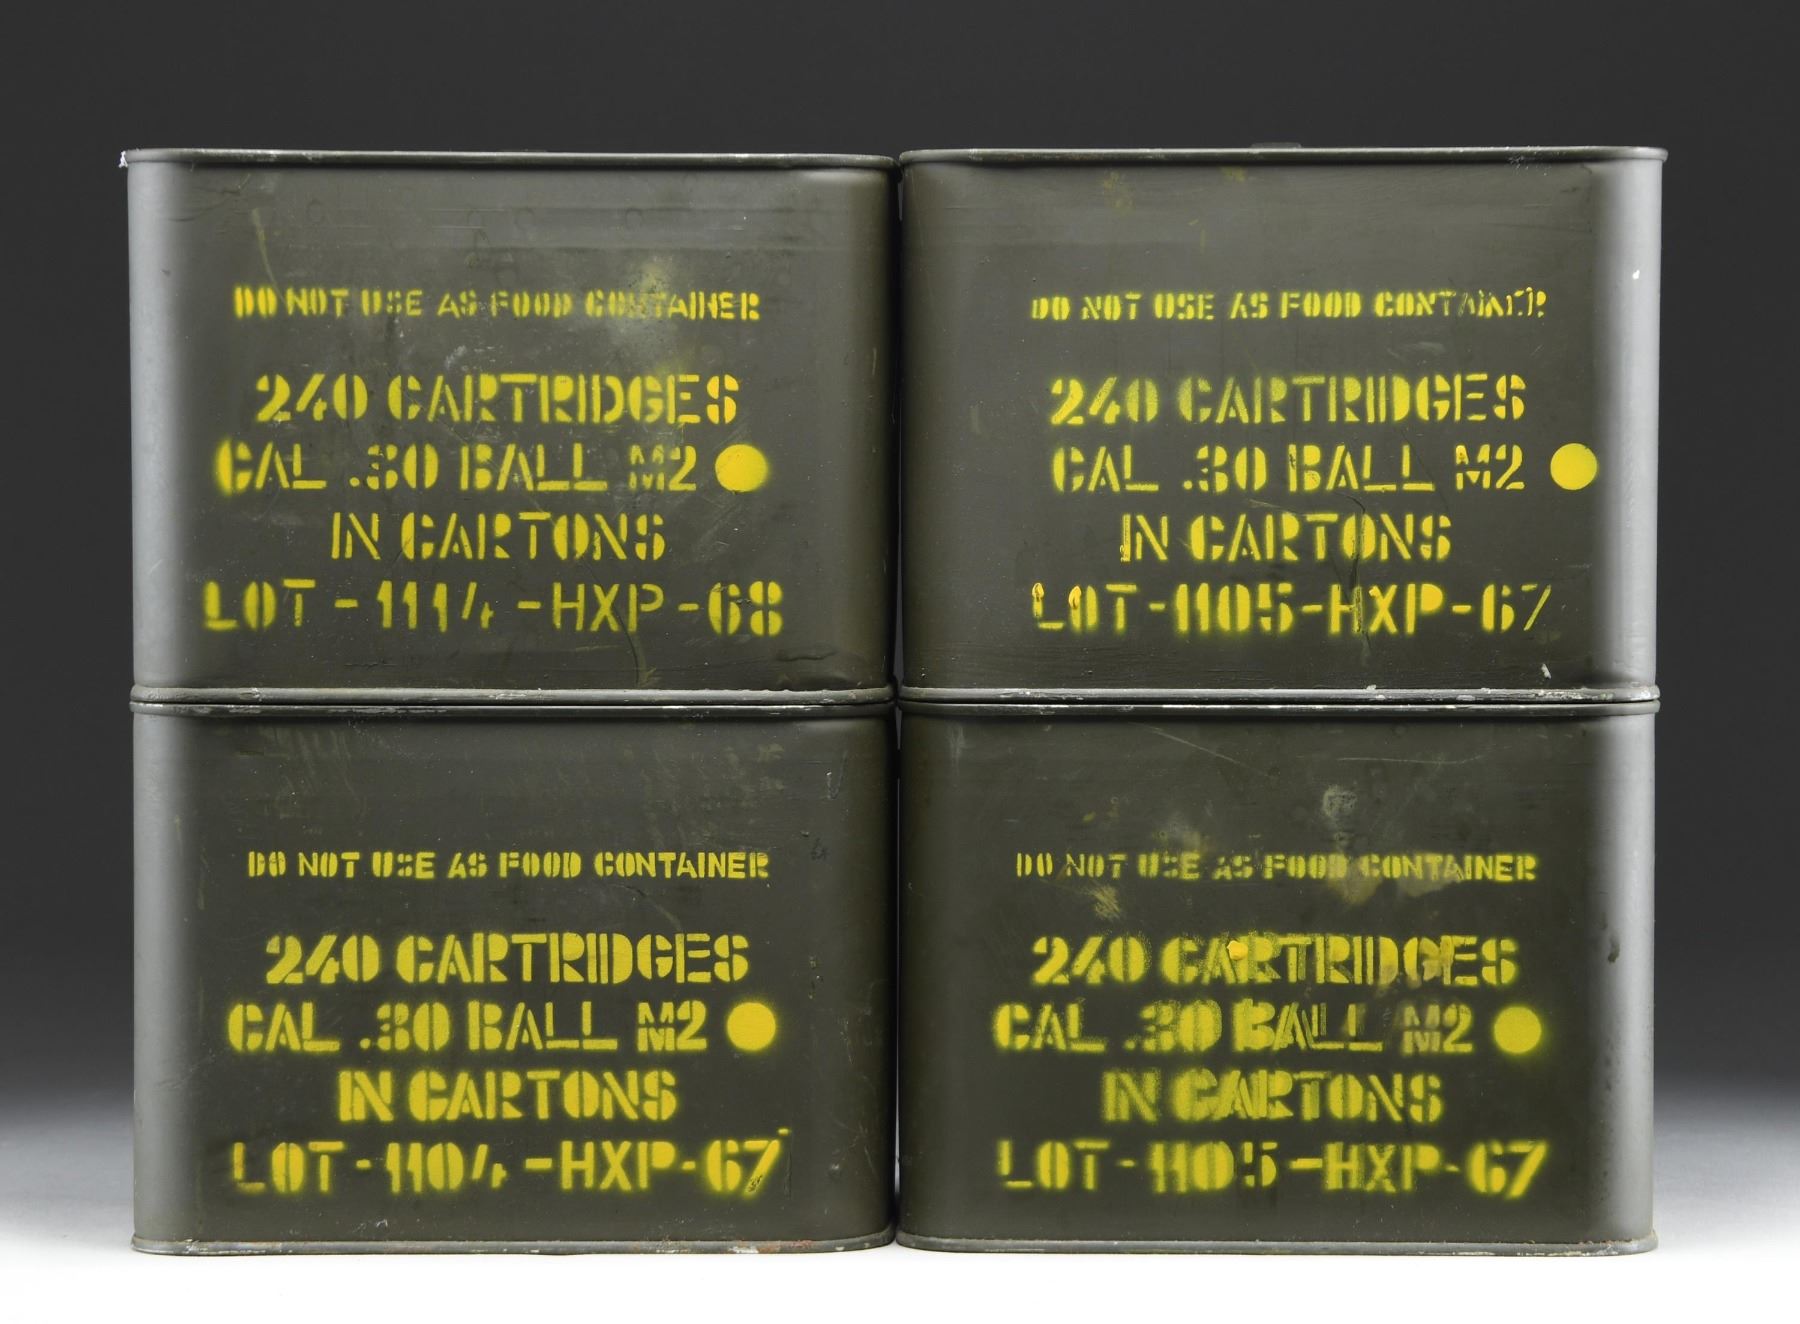 DO NOT USE AS FOOD CONTAINER
240 CARTRIDGES
CAL .30 BALL M2
IN CARTONS
LOT-1114-HXP-68
DO NOT USE AS FOOD CONTAINER
240 CARTRIDGES
CAL .30 BALL M2
IN CARTONS
LOT-1105-HXP-67
DO NOT USE AS FOOD CONTAINER
240 CARTRIDGES
CAL .30 BALL M2
IN CARTONS
LOT-1104-HXP-67
DO NOT USE AS FOOD CONTAINER
240 CARTRIDGES
CAL .30 BALL M2
IN CARTONS
LOT-1105-HXP-67